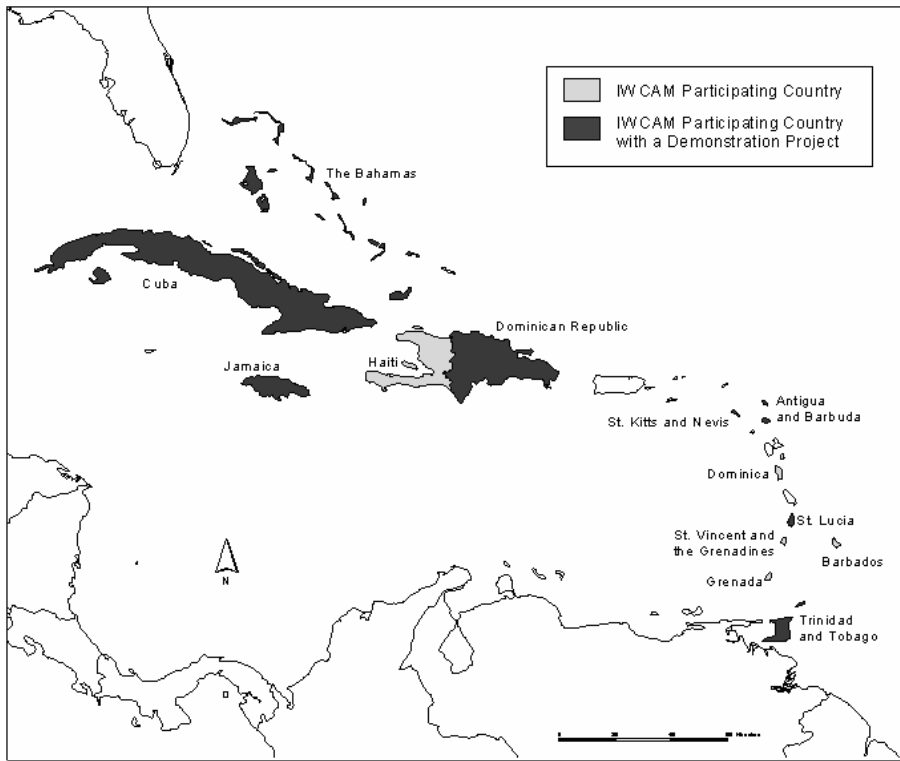 IWCAM Participating Country
IWCAM Participating Country
with a Demonstration Project
The Bahamas
Cuba
Dominican Republic
Jamaica
Haiti
Antigua
and Barbuda
St. Kitts and Nevis
Dominica
St. Lucia
St. Vincent and
the Grenadines
Barbados
Grenada
N
Trinidad
and Tobago